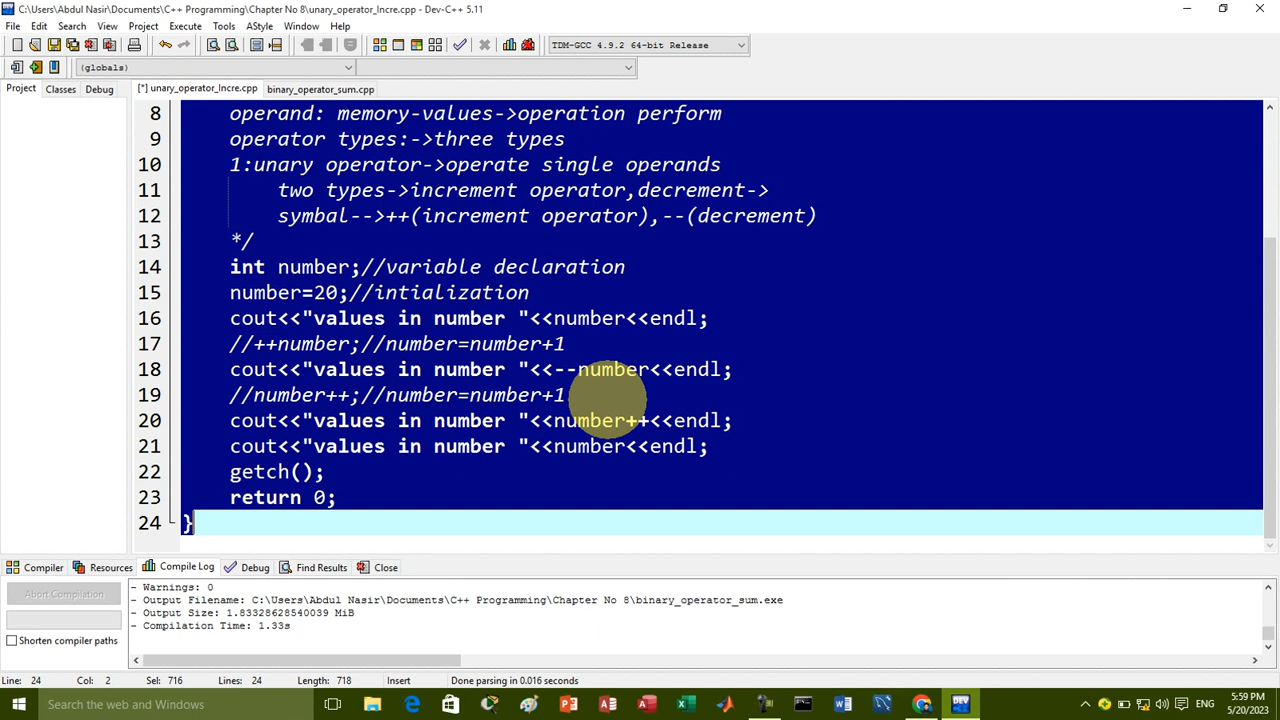 C:\Users\Abdul Nasir\Documents\C++ Programming\Chapter No 8\unary_operator_Incre.cpp - Dev-C++ 5.11
File Edit Search View Project Execute Tools AStyle Window Help
TDM-GCC 4.9.2 64-bit Release
(globals)
Project Classes Debug [*] unary_operator_Incre.cpp binary_operator_sum.cpp
8 operand: memory-values->operation perform
9 operator types:->three types
10 1:unary operator->operate single operands
11 two types->increment operator,decrement->
12 symbal-->++(increment operator),--(decrement)
13 */
14 int number;//variable declaration
15 number=20;//intialization
16 cout<<"values in number "<<number<<endl;
17 //++number;//number=number+1
18 cout<<"values in number "<<--number<<endl;
19 //number++;//number=number+1
20 cout<<"values in number "<<number++<<endl;
21 cout<<"values in number "<<number<<endl;
22 getch();
23 return 0;
24 }
Compiler Resources Compile Log Debug Find Results Close
Abort Compilation
Shorten compiler paths
- Warnings: 0
- Output Filename: C:\Users\Abdul Nasir\Documents\C++ Programming\Chapter No 8\binary_operator_sum.exe
- Output Size: 1.83328628540039 MiB
- Compilation Time: 1.33s
Line: 24 Col: 2 Sel: 716 Lines: 24 Length: 718 Insert Done parsing in 0.016 seconds
Search the web and Windows
ENG
5:59 PM
5/20/2023